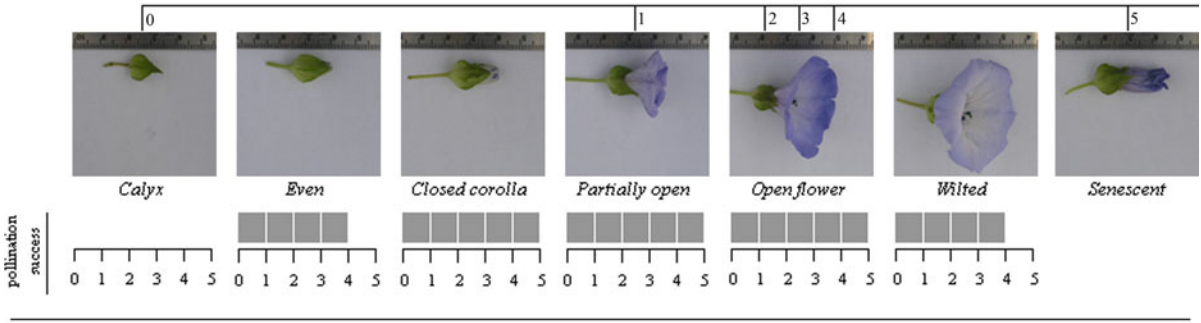 0 1 2 3 4 5
Calyx Even Closed corolla Partially open Open flower Wilted Senescent
pollination
success
0 1 2 3 4 5 0 1 2 3 4 5 0 1 2 3 4 5 0 1 2 3 4 5 0 1 2 3 4 5 0 1 2 3 4 5